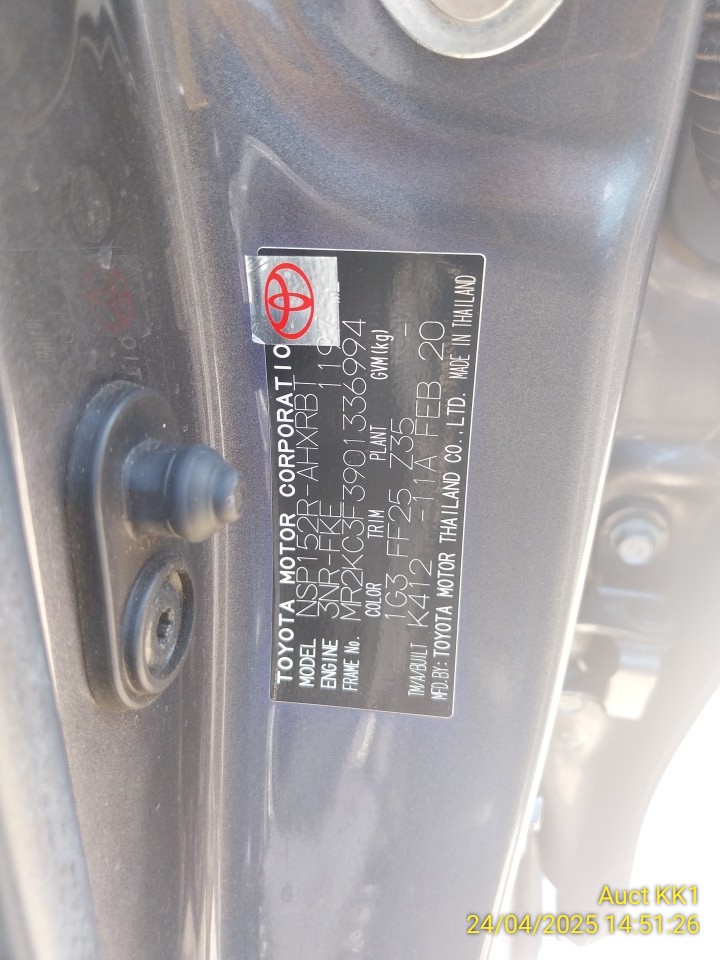 TOYOTA MOTOR CORPORATIO
MODEL NSP152R-AHXRBT
ENGINE 3NR-FKE 119
FRAME No. MR2KC3F3901336994
COLOR TRIM PLANT GVM(kg)
1G3 FF25 Z35 -
TM/A/BUILT K412 -11A FEB 20
MFD.BY: TOYOTA MOTOR THAILAND CO.,LTD. MADE IN THAILAND
Auct KK1
24/04/2025 14:51:26